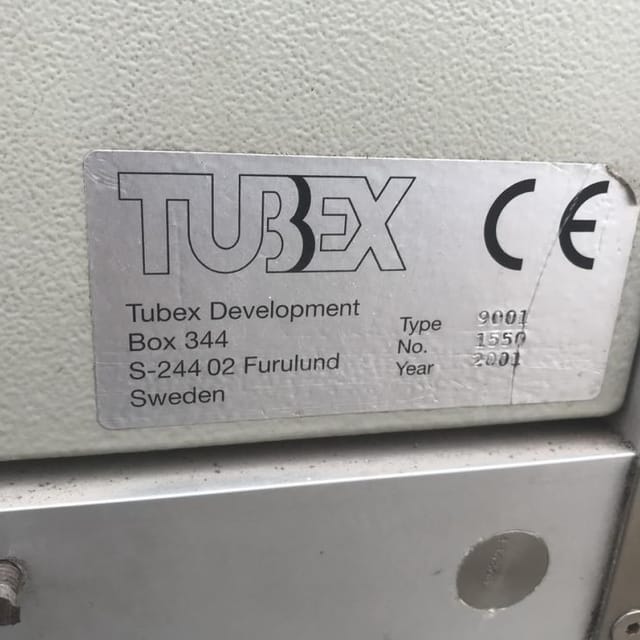 TUBEX CE
Tubex Development
Box 344
S-244 02 Furulund
Sweden
Type 9001
No. 1550
Year 2001